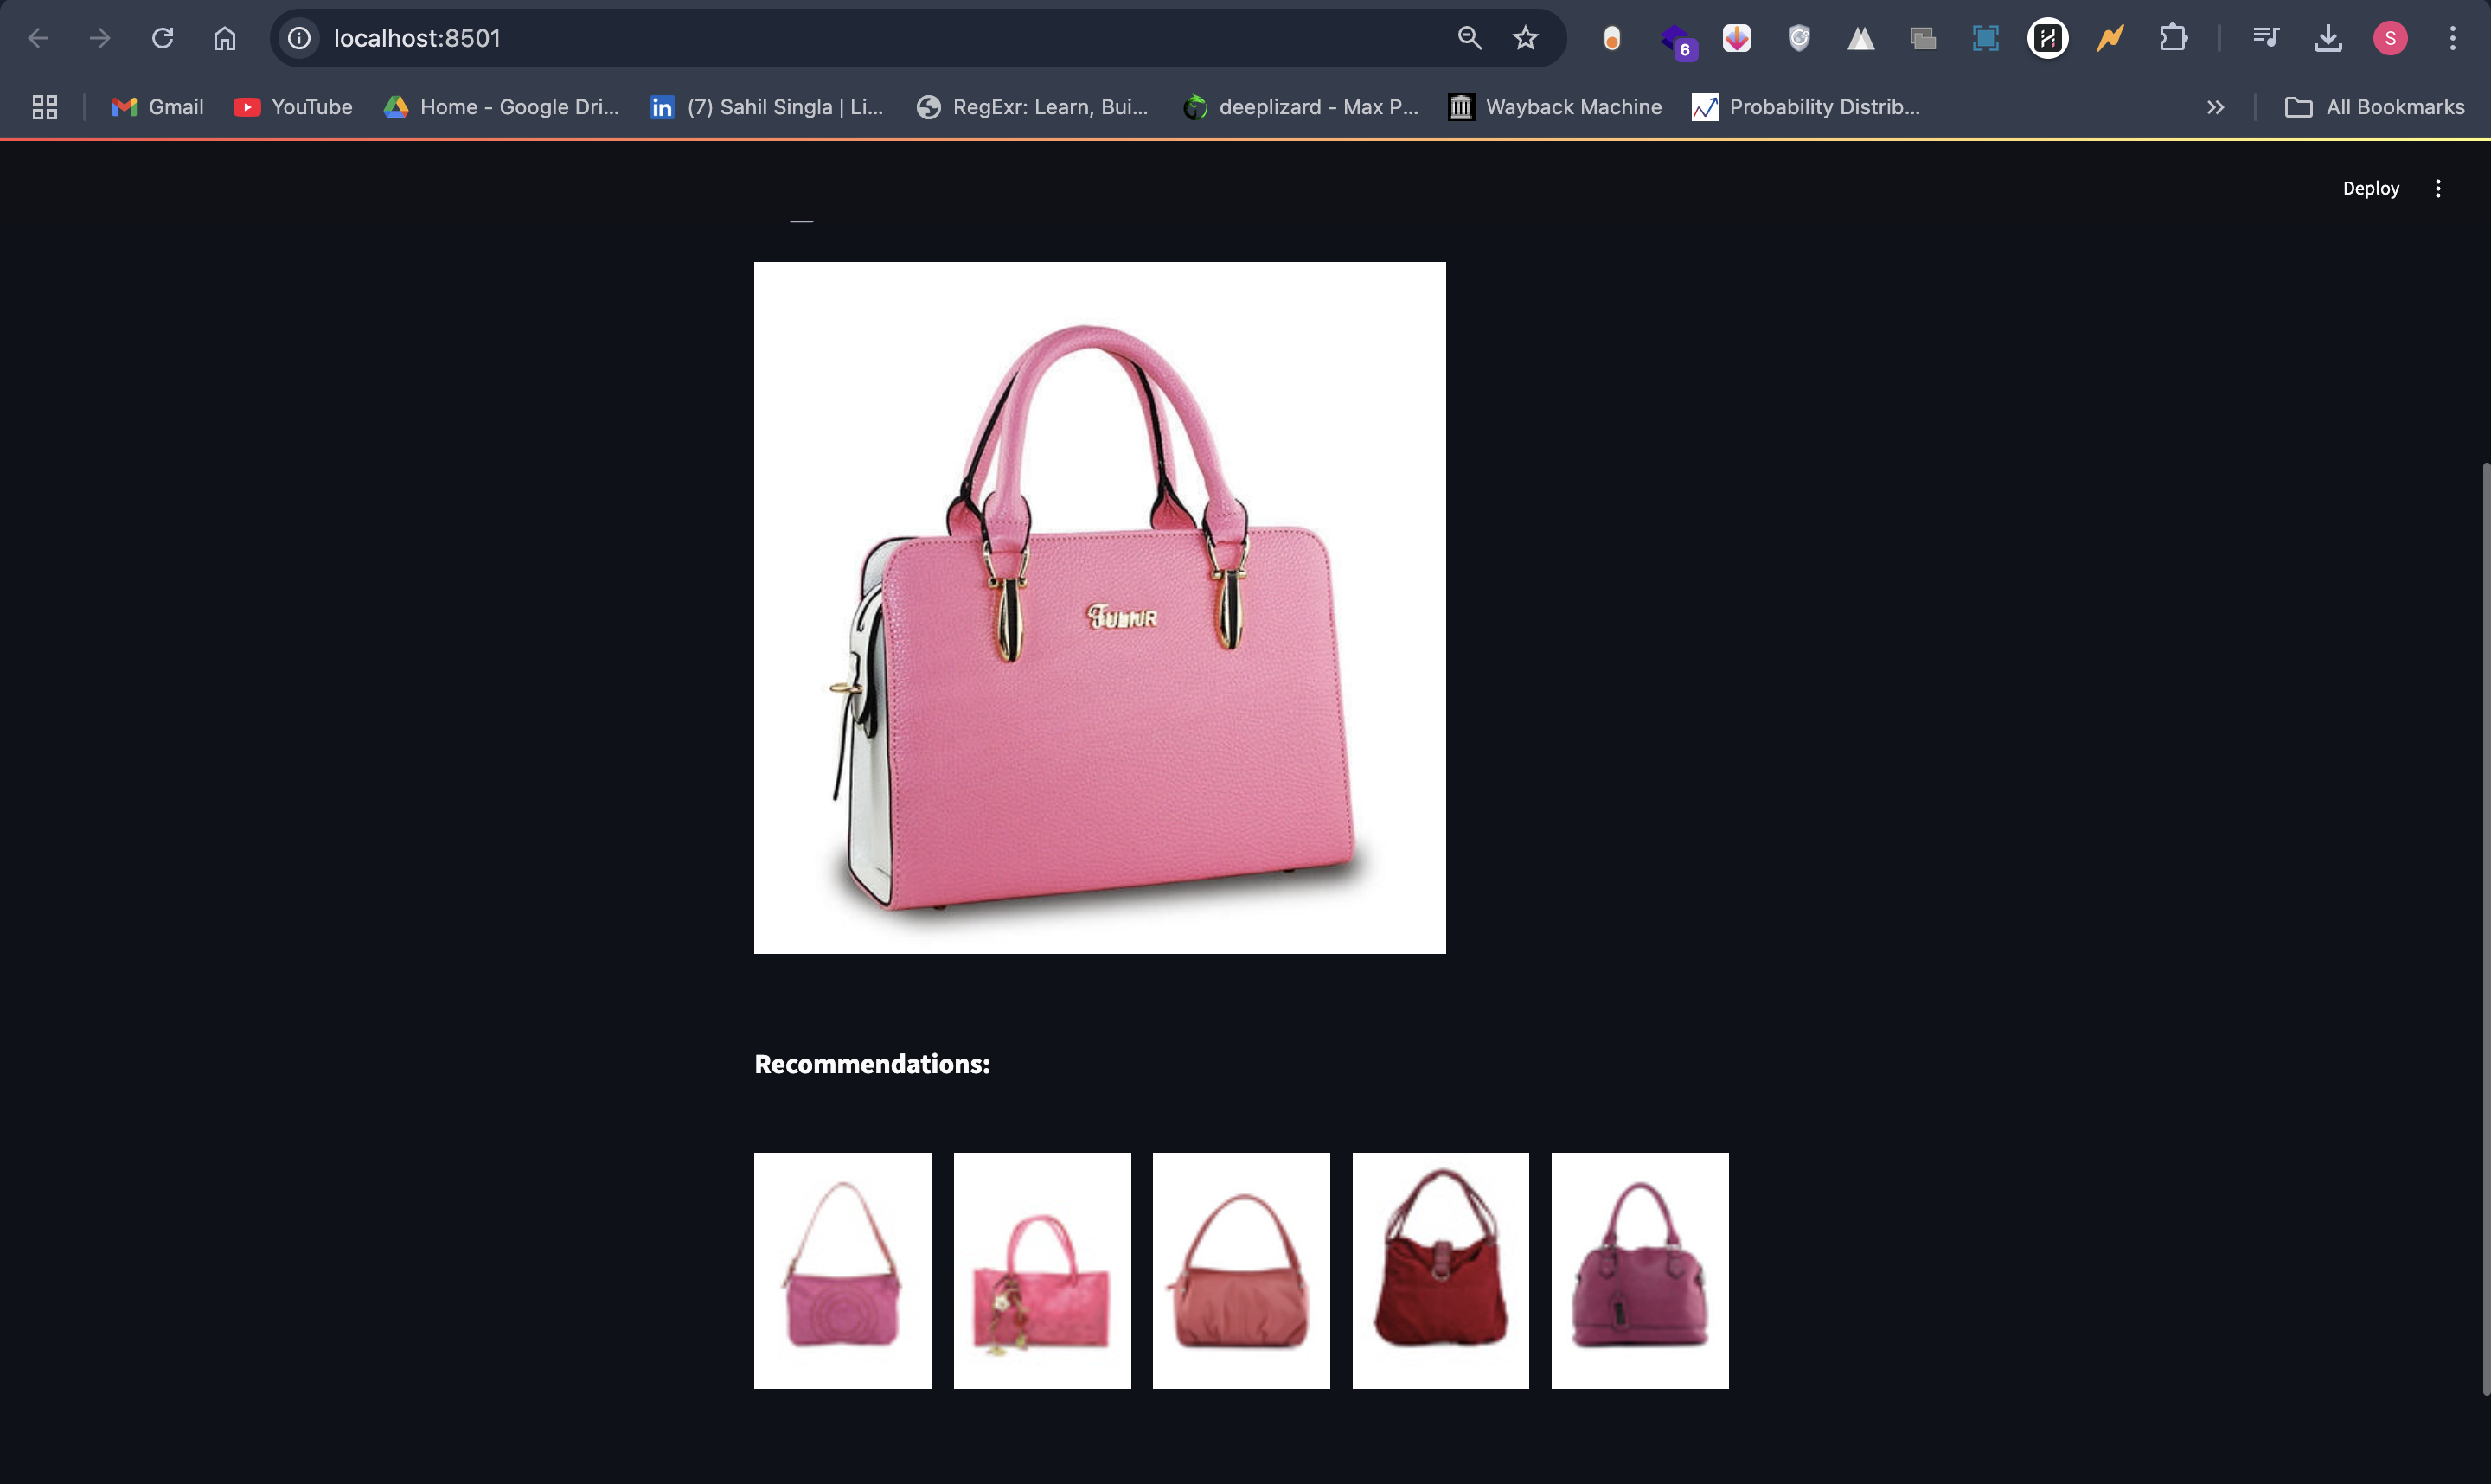 localhost:8501
6
S
Gmail
YouTube
Home - Google Dri...
in
(7) Sahil Singla | Li...
RegExr: Learn, Bui...
deeplizard - Max P...
Wayback Machine
Probability Distrib...
All Bookmarks
Deploy
Recommendations: